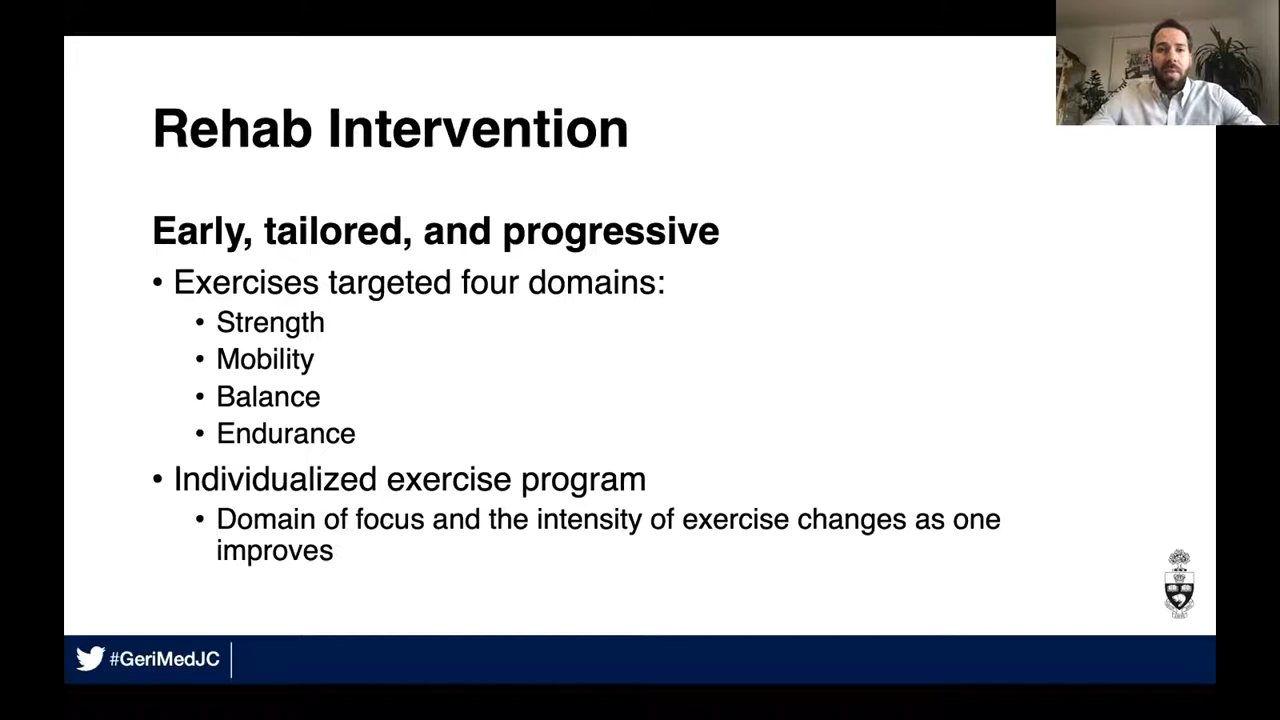 Rehab Intervention
Early, tailored, and progressive
• Exercises targeted four domains:
• Strength
• Mobility
• Balance
• Endurance
• Individualized exercise program
• Domain of focus and the intensity of exercise changes as one
improves
#GeriMedJC